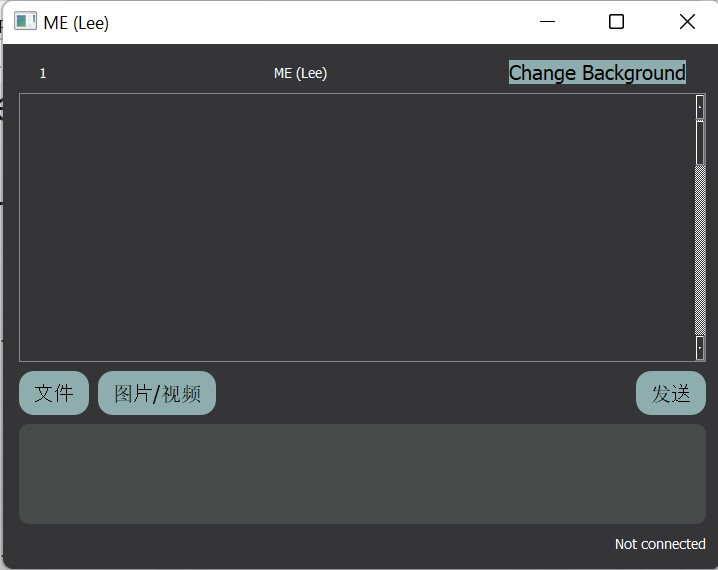 ME (Lee)
1 ME (Lee) Change Background
文件 图片/视频 发送
Not connected